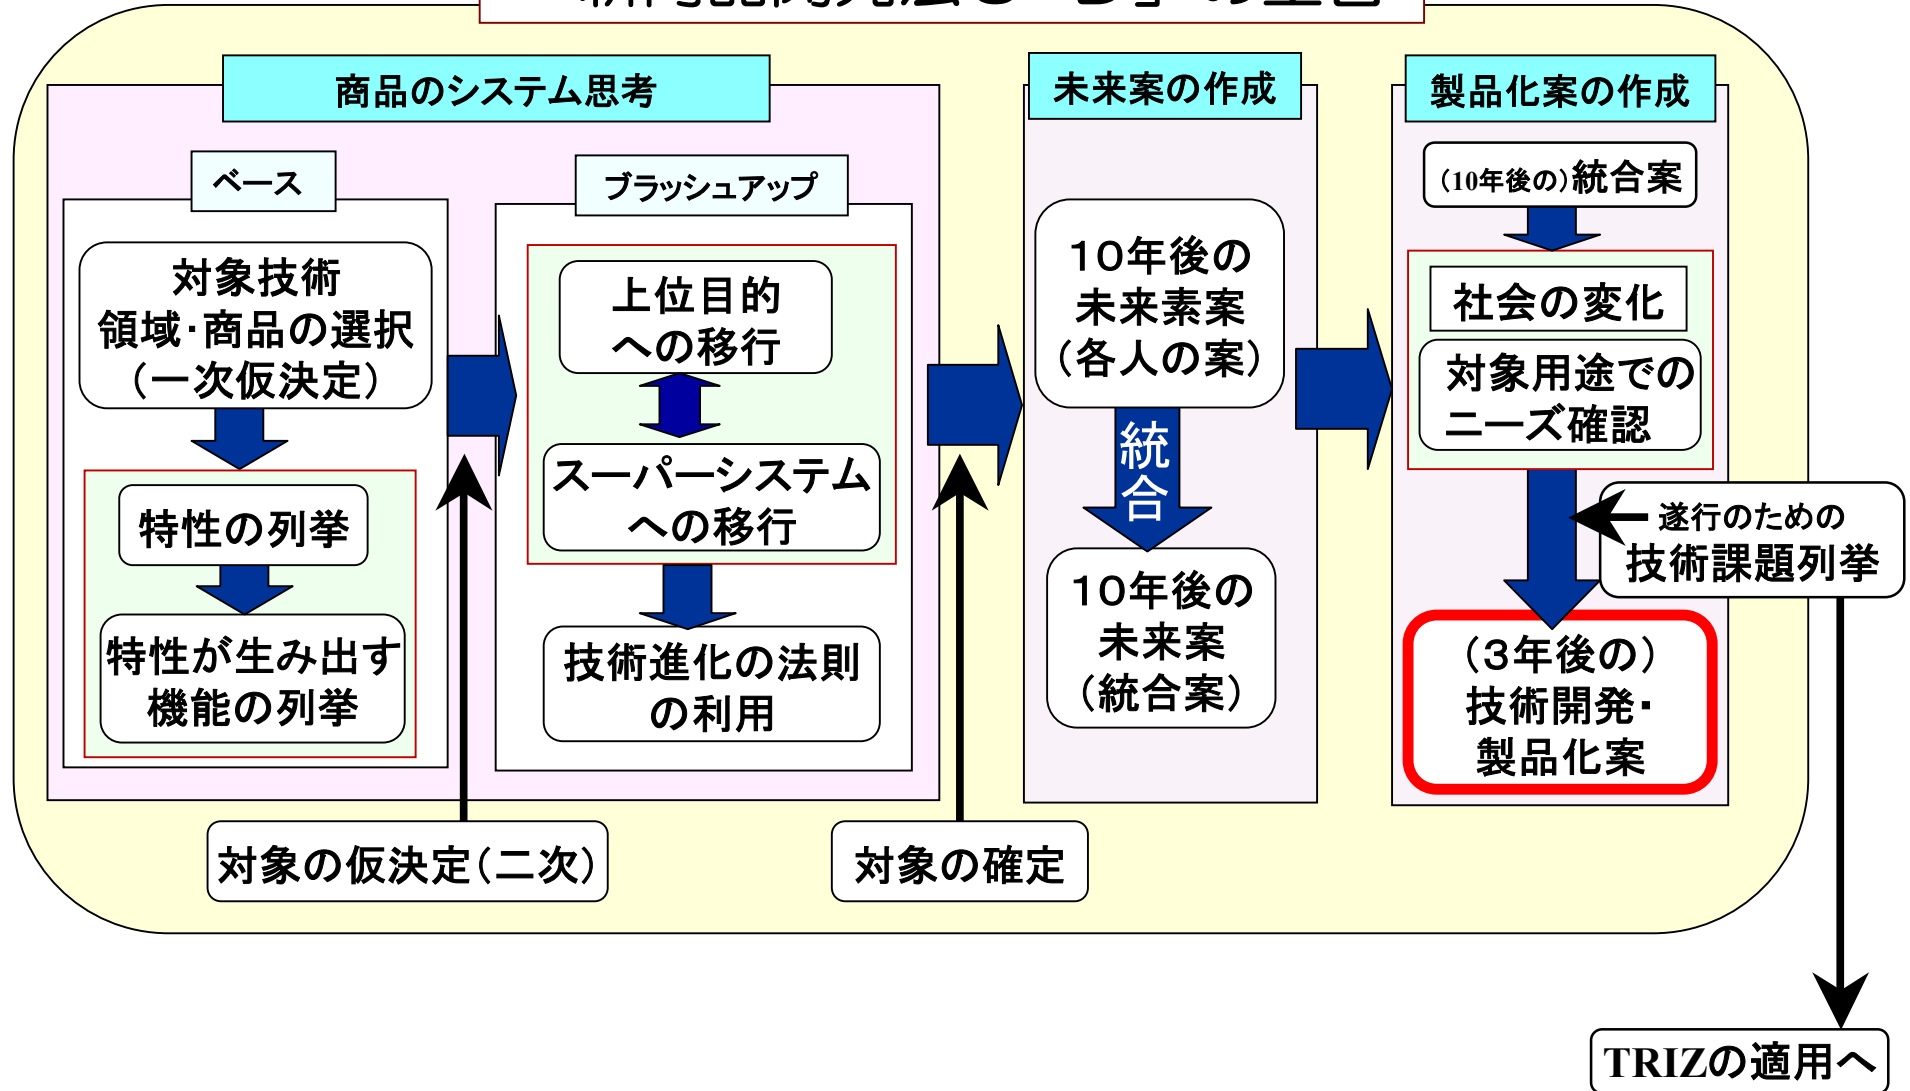 商品のシステム思考
ベース
対象技術
領域・商品の選択
（一次仮決定）
特性の列挙
特性が生み出す
機能の列挙
ブラッシュアップ
上位目的
への移行
スーパーシステム
への移行
技術進化の法則
の利用
対象の仮決定（二次）
対象の確定
未来案の作成
１０年後の
未来素案
（各人の案）
統
合
１０年後の
未来案
（統合案）
製品化案の作成
（10年後の）統合案
社会の変化
対象用途での
ニーズ確認
遂行のための
技術課題列挙
（３年後の）
技術開発・
製品化案
TRIZの適用へ